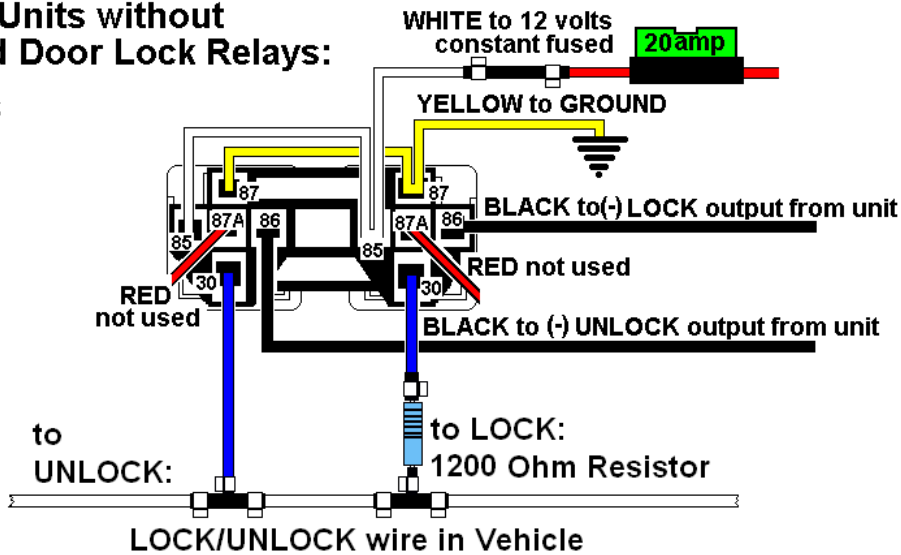 Units without
Door Lock Relays:
WHITE to 12 volts
constant fused
20amp
YELLOW to GROUND
87
87
87A
86
87A
86
BLACK to(-) LOCK output from unit
85
85
RED not used
30
30
RED
not used
BLACK to (-) UNLOCK output from unit
to
UNLOCK:
to LOCK:
1200 Ohm Resistor
LOCK/UNLOCK wire in Vehicle